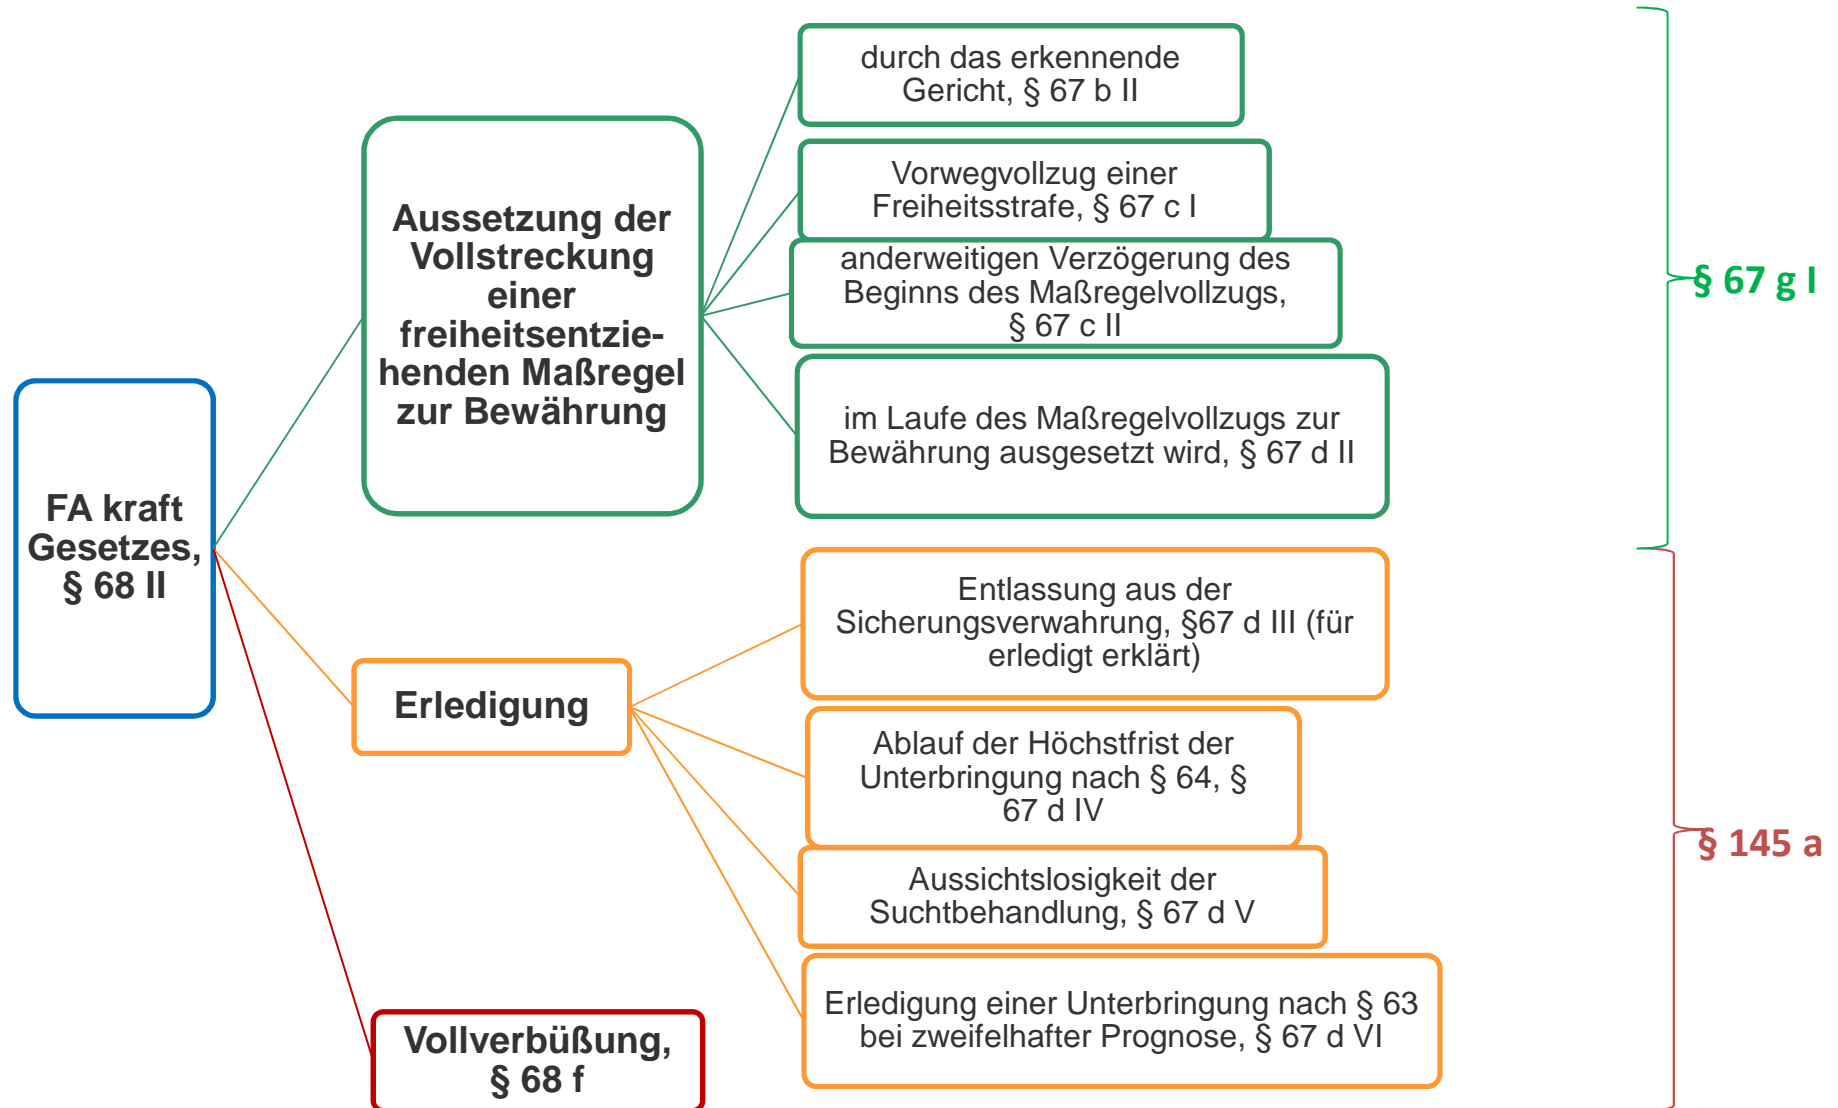 FA kraft
Gesetzes,
§ 68 II
Aussetzung der
Vollstreckung
einer
freiheitsentzie-
henden Maßregel
zur Bewährung
durch das erkennende
Gericht, § 67 b II
Vorwegvollzug einer
Freiheitsstrafe, § 67 c I
anderweitigen Verzögerung des
Beginns des Maßregelvollzugs,
§ 67 c II
im Laufe des Maßregelvollzugs zur
Bewährung ausgesetzt wird, § 67 d II
§ 67 g I
Erledigung
Entlassung aus der
Sicherungsverwahrung, §67 d III (für
erledigt erklärt)
Ablauf der Höchstfrist der
Unterbringung nach § 64, §
67 d IV
Aussichtslosigkeit der
Suchtbehandlung, § 67 d V
Erledigung einer Unterbringung nach § 63
bei zweifelhafter Prognose, § 67 d VI
§ 145 a
Vollverbüßung,
§ 68 f